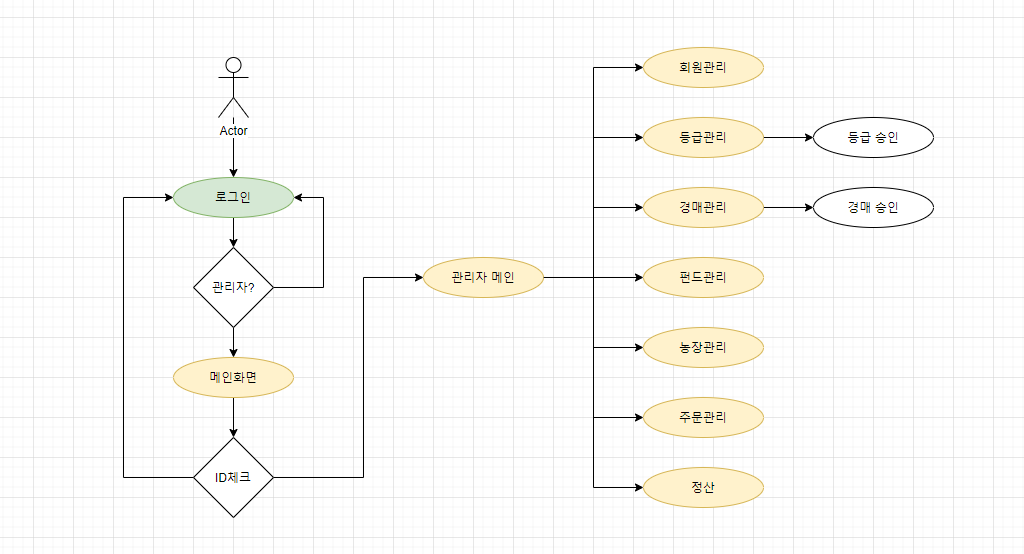 Actor
로그인
관리자?
메인화면
ID체크
관리자 메인
회원관리
등급관리
등급 승인
경매관리
경매 승인
펀드관리
농장관리
주문관리
정산